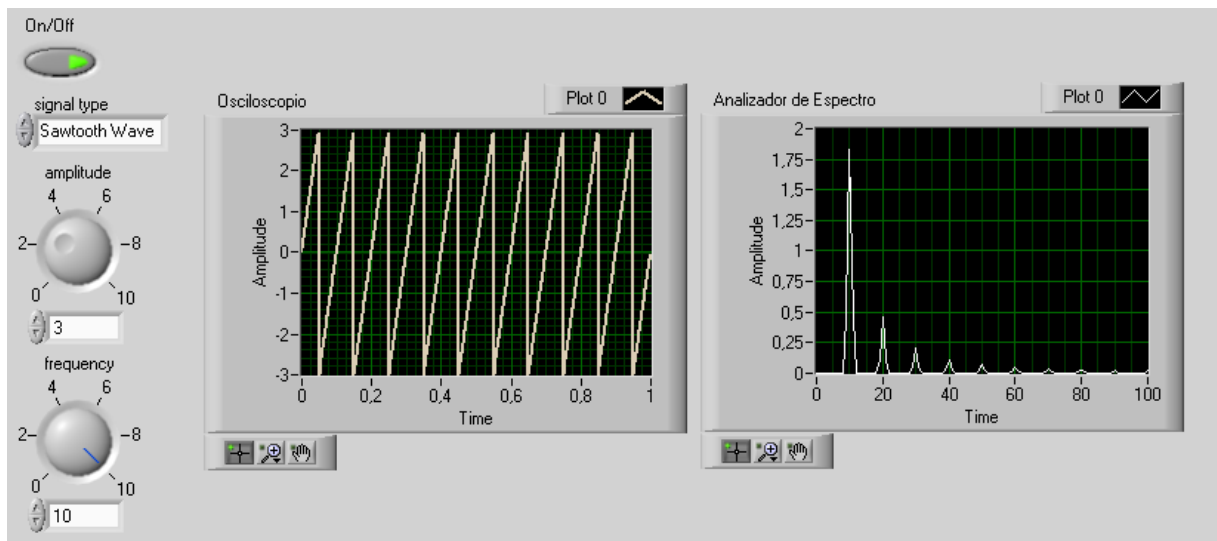 On/Off
signal type
Sawtooth Wave
amplitude
4 6
2 8
0 10
3
frequency
4 6
2 8
0 10
10
Osciloscopio
Plot 0
Amplitude
3
2
1
0
-1
-2
-3
0 0,2 0,4 0,6 0,8 1
Time
Analizador de Espectro
Plot 0
Amplitude
2
1,75
1,5
1,25
1
0,75
0,5
0,25
0
0 20 40 60 80 100
Time